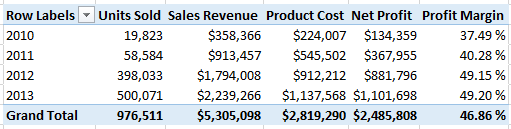 Row Labels Units Sold Sales Revenue Product Cost Net Profit Profit Margin
2010 19,823 $358,366 $224,007 $134,359 37.49 %
2011 58,584 $913,457 $545,502 $367,955 40.28 %
2012 398,033 $1,794,008 $912,212 $881,796 49.15 %
2013 500,071 $2,239,266 $1,137,568 $1,101,698 49.20 %
Grand Total 976,511 $5,305,098 $2,819,290 $2,485,808 46.86 %